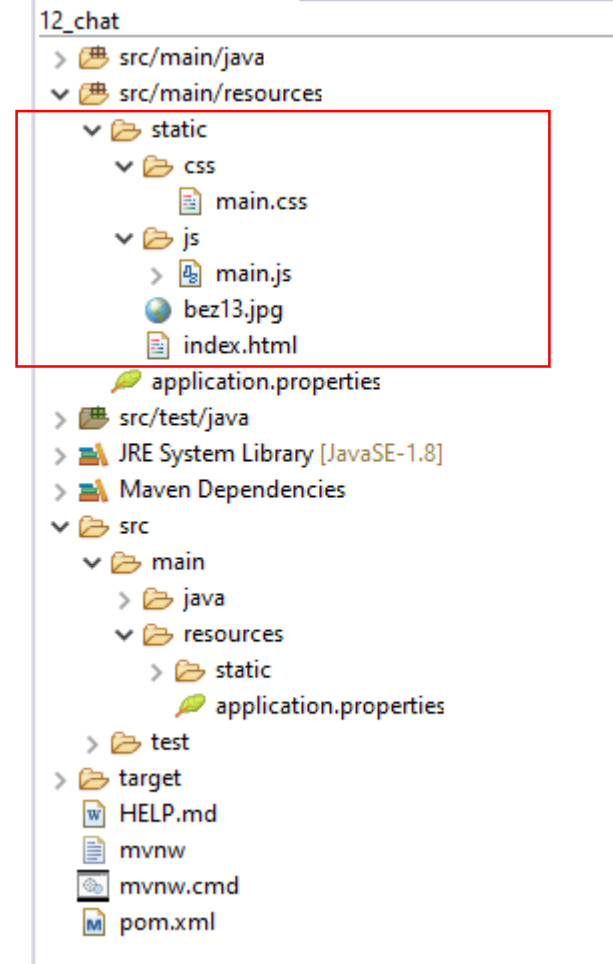 12_chat
src/main/java
src/main/resources
static
css
main.css
js
main.js
bez13.jpg
index.html
application.properties
src/test/java
JRE System Library [JavaSE-1.8]
Maven Dependencies
src
main
java
resources
static
application.properties
test
target
HELP.md
mvnw
mvnw.cmd
pom.xml